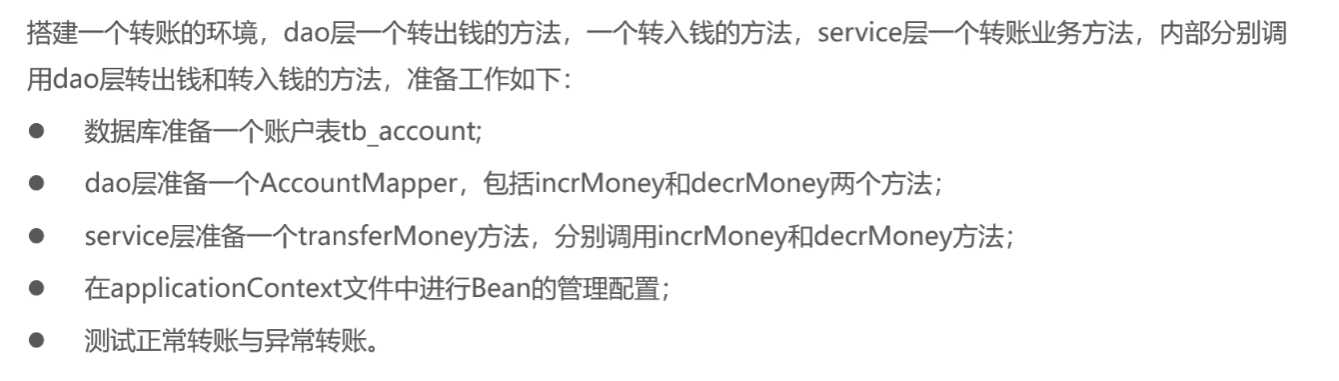 搭建一个转账的环境，dao层一个转出钱的方法，一个转入钱的方法，service层一个转账业务方法，内部分别调
用dao层转出钱和转入钱的方法，准备工作如下：
● 数据库准备一个账户表tb_account;
● dao层准备一个AccountMapper，包括incrMoney和decrMoney两个方法；
● service层准备一个transferMoney方法，分别调用incrMoney和decrMoney方法；
● 在applicationContext文件中进行Bean的管理配置；
● 测试正常转账与异常转账。